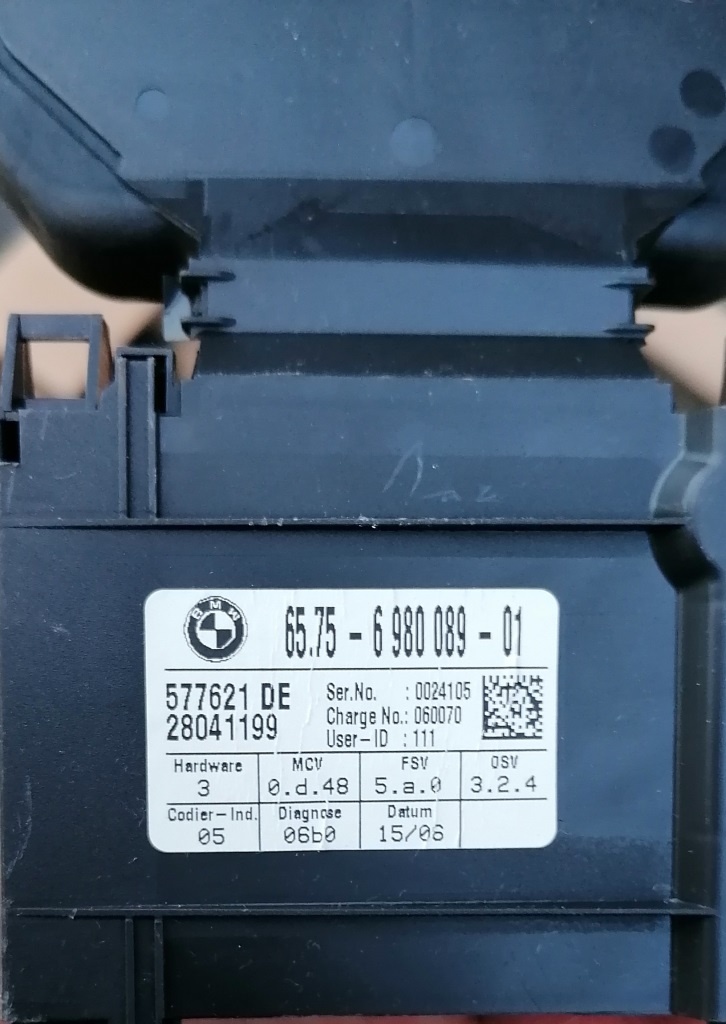 BMW
65.75 - 6 980 089 - 01
577621 DE
28041199
Ser.No. : 0024105
Charge No.: 060070
User-ID : 111
Hardware MCV FSV OSV
3 0.d.48 5.a.0 3.2.4
Codier-Ind. Diagnose Datum
05 06b0 15/06